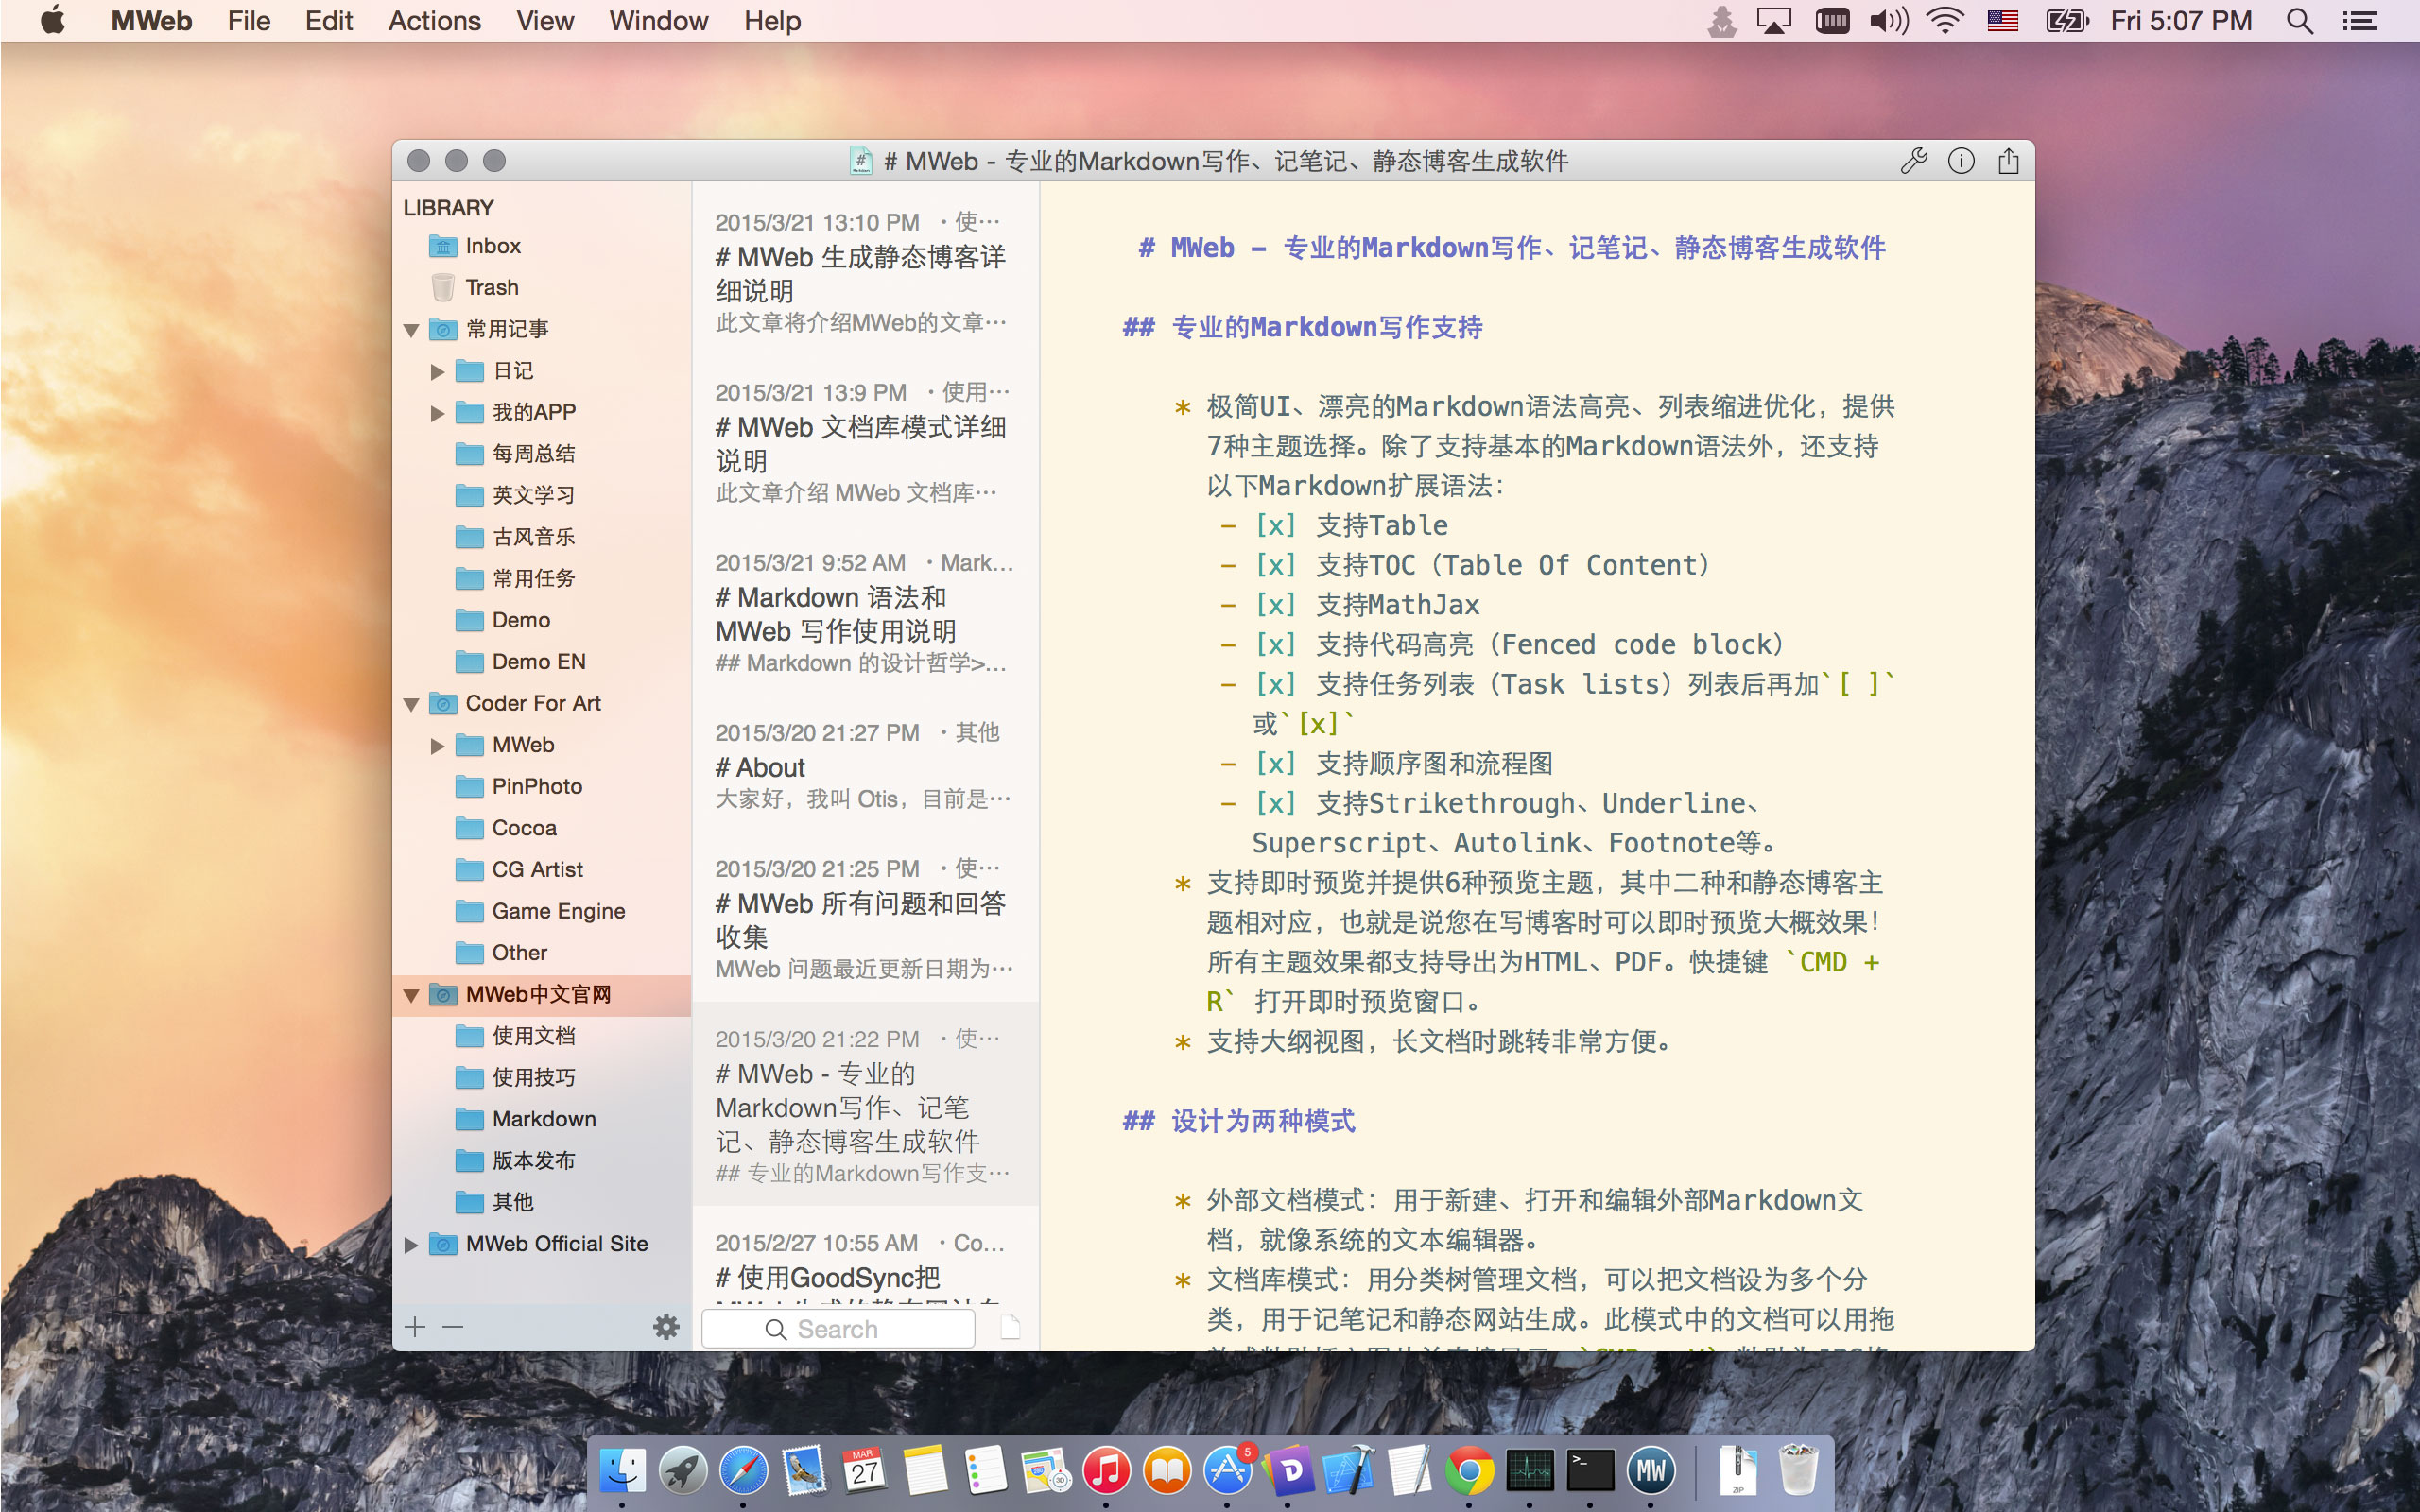 MWeb File Edit Actions View Window Help Fri 5:07 PM
# MWeb - 专业的Markdown写作、记笔记、静态博客生成软件
LIBRARY
Inbox
Trash
常用记事
日记
我的APP
每周总结
英文学习
古风音乐
常用任务
Demo
Demo EN
Coder For Art
MWeb
PinPhoto
Cocoa
CG Artist
Game Engine
Other
MWeb中文官网
使用文档
使用技巧
Markdown
版本发布
其他
MWeb Official Site
2015/3/21 13:10 PM ・使…
# MWeb 生成静态博客详
细说明
此文章将介绍MWeb的文章…
2015/3/21 13:9 PM ・使用…
# MWeb 文档库模式详细
说明
此文章介绍 MWeb 文档库…
2015/3/21 9:52 AM ・Mark...
# Markdown 语法和
MWeb 写作使用说明
## Markdown 的设计哲学>...
2015/3/20 21:27 PM ・其他
# About
大家好，我叫 Otis，目前是…
2015/3/20 21:25 PM ・使…
# MWeb 所有问题和回答
收集
MWeb 问题最近更新日期为…
2015/3/20 21:22 PM ・使…
# MWeb - 专业的
Markdown写作、记笔
记、静态博客生成软件
## 专业的Markdown写作支…
2015/2/27 10:55 AM ・Co...
# 使用GoodSync把
Search
# MWeb - 专业的Markdown写作、记笔记、静态博客生成软件
## 专业的Markdown写作支持
* 极简UI、漂亮的Markdown语法高亮、列表缩进优化，提供
7种主题选择。除了支持基本的Markdown语法外，还支持
以下Markdown扩展语法：
- [x] 支持Table
- [x] 支持TOC（Table Of Content）
- [x] 支持MathJax
- [x] 支持代码高亮（Fenced code block）
- [x] 支持任务列表（Task lists）列表后再加`[ ]`
或`[x]`
- [x] 支持顺序图和流程图
- [x] 支持Strikethrough、Underline、
Superscript、Autolink、Footnote等。
* 支持即时预览并提供6种预览主题，其中二种和静态博客主
题相对应，也就是说您在写博客时可以即时预览大概效果！
所有主题效果都支持导出为HTML、PDF。快捷键 `CMD +
R` 打开即时预览窗口。
* 支持大纲视图，长文档时跳转非常方便。
## 设计为两种模式
* 外部文档模式：用于新建、打开和编辑外部Markdown文
档，就像系统的文本编辑器。
* 文档库模式：用分类树管理文档，可以把文档设为多个分
类，用于记笔记和静态网站生成。此模式中的文档可以用拖
MAR
27
3D
5
D
MW
ZIP